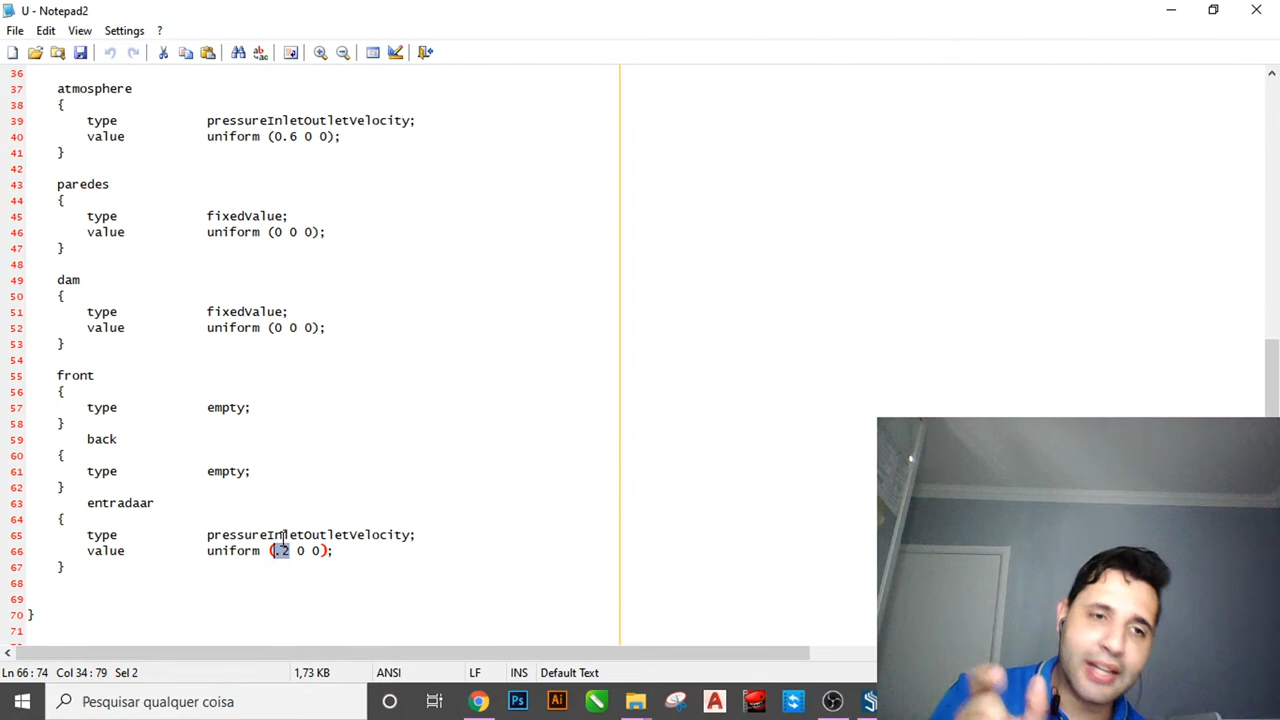 U - Notepad2
File Edit View Settings ?
36
37 atmosphere
38 {
39 type pressureInletOutletVelocity;
40 value uniform (0.6 0 0);
41 }
42
43 paredes
44 {
45 type fixedValue;
46 value uniform (0 0 0);
47 }
48
49 dam
50 {
51 type fixedValue;
52 value uniform (0 0 0);
53 }
54
55 front
56 {
57 type empty;
58 }
59 back
60 {
61 type empty;
62 }
63 entradaar
64 {
65 type pressureInletOutletVelocity;
66 value uniform (.2 0 0);
67 }
68
69
70 }
71
Ln 66 : 74 Col 34 : 79 Sel 2 1,73 KB ANSI LF INS Default Text
Pesquisar qualquer coisa Ps Ai A